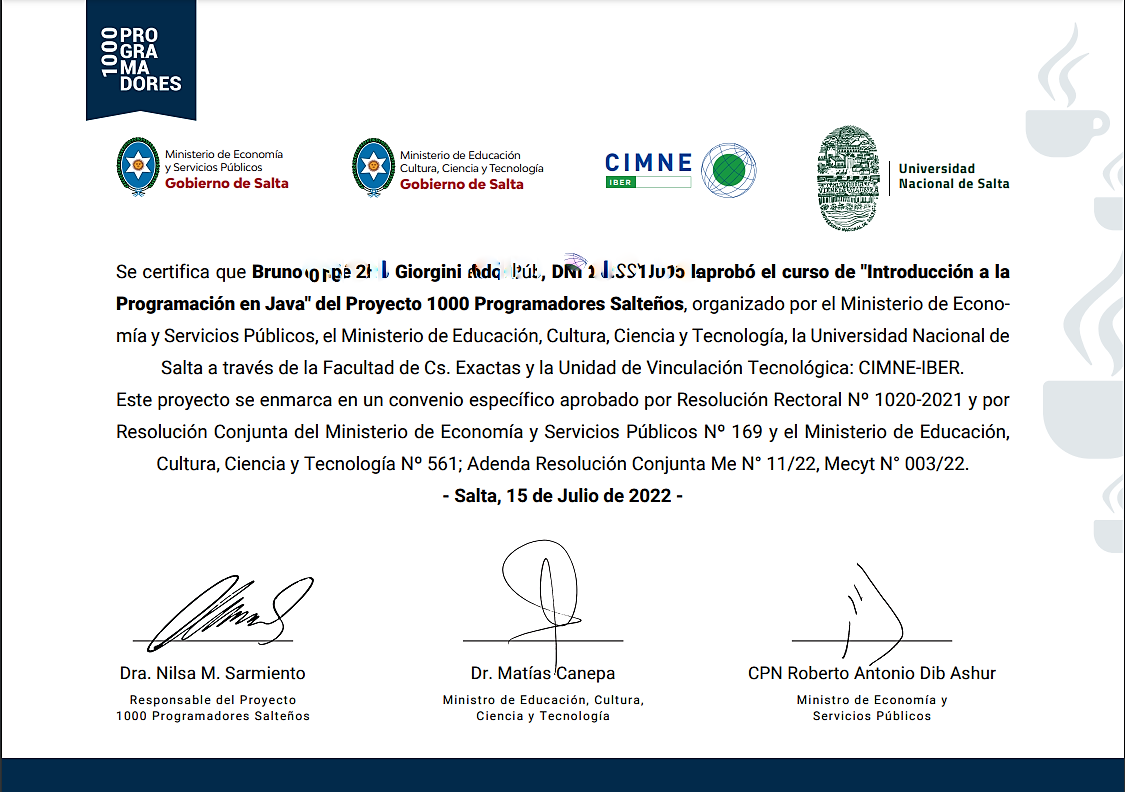 1000
PRO
GRA
MA
DORES
Ministerio de Economía
y Servicios Públicos
Gobierno de Salta
Ministerio de Educación
Cultura, Ciencia y Tecnología
Gobierno de Salta
CIMNE
IBER
Universidad
Nacional de Salta
Se certifica que Bruno Giorgini aprobó el curso de "Introducción a la
Programación en Java" del Proyecto 1000 Programadores Salteños, organizado por el Ministerio de Econo-
mía y Servicios Públicos, el Ministerio de Educación, Cultura, Ciencia y Tecnología, la Universidad Nacional de
Salta a través de la Facultad de Cs. Exactas y la Unidad de Vinculación Tecnológica: CIMNE-IBER.
Este proyecto se enmarca en un convenio específico aprobado por Resolución Rectoral Nº 1020-2021 y por
Resolución Conjunta del Ministerio de Economía y Servicios Públicos Nº 169 y el Ministerio de Educación,
Cultura, Ciencia y Tecnología Nº 561; Adenda Resolución Conjunta Me N° 11/22, Mecyt N° 003/22.
- Salta, 15 de Julio de 2022 -
Dra. Nilsa M. Sarmiento
Responsable del Proyecto
1000 Programadores Salteños
Dr. Matías Canepa
Ministro de Educación, Cultura,
Ciencia y Tecnología
CPN Roberto Antonio Dib Ashur
Ministro de Economía y
Servicios Públicos